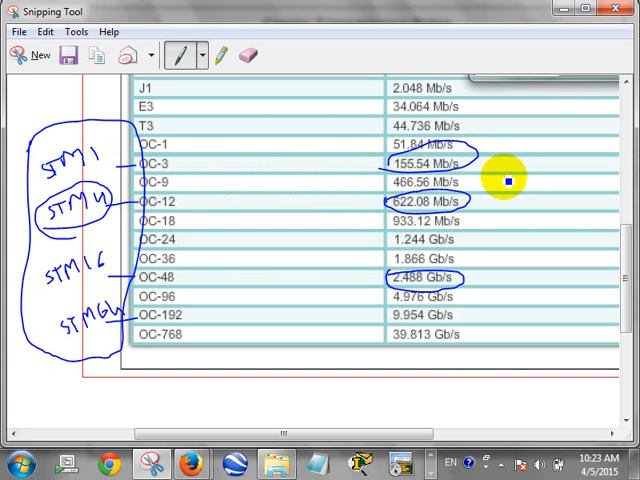 Snipping Tool
File Edit Tools Help
New
J1 2.048 Mb/s
E3 34.064 Mb/s
T3 44.736 Mb/s
OC-1 51.84 Mb/s
STM1 OC-3 155.54 Mb/s
OC-9 466.56 Mb/s
STM4 OC-12 622.08 Mb/s
OC-18 933.12 Mb/s
OC-24 1.244 Gb/s
OC-36 1.866 Gb/s
STM16 OC-48 2.488 Gb/s
OC-96 4.976 Gb/s
STM64 OC-192 9.954 Gb/s
OC-768 39.813 Gb/s
EN
10:23 AM
4/5/2015